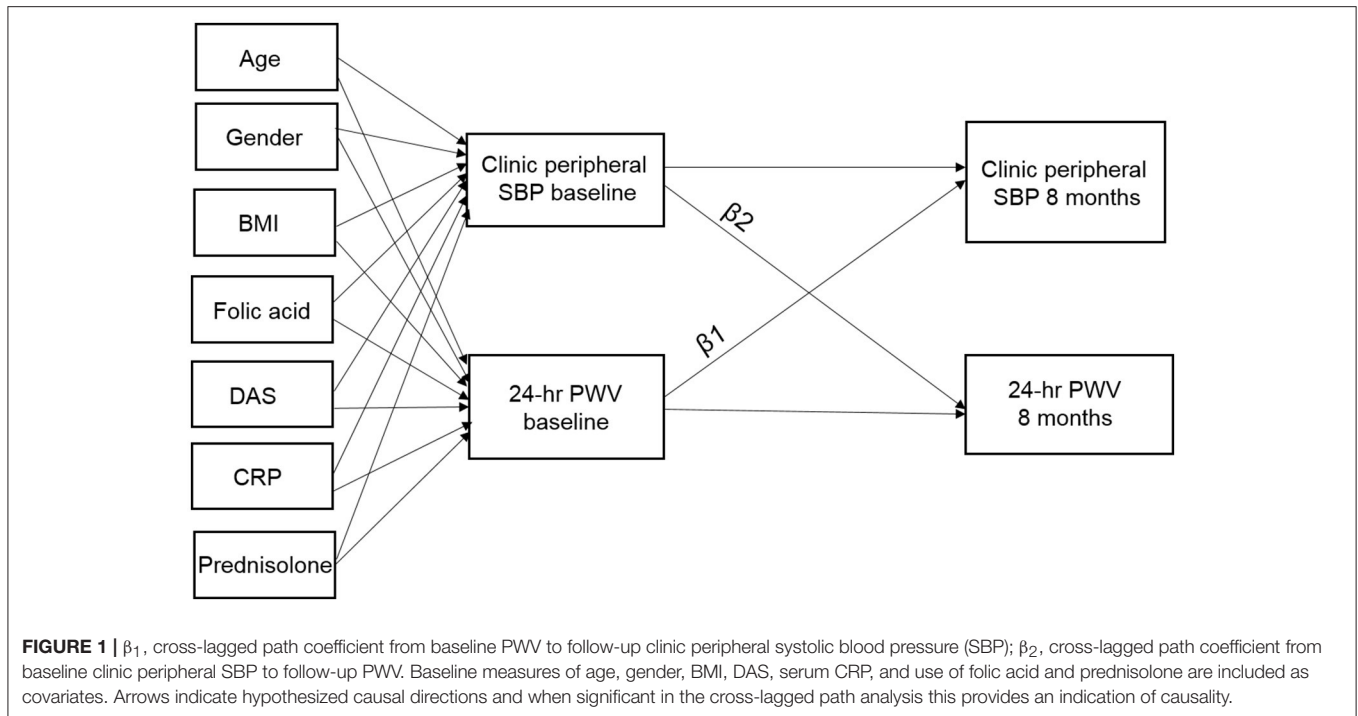 Age
Gender
BMI
Folic acid
DAS
CRP
Prednisolone
Clinic peripheral
SBP baseline
24-hr PWV
baseline
β2
β1
Clinic peripheral
SBP 8 months
24-hr PWV
8 months
FIGURE 1 | β₁, cross-lagged path coefficient from baseline PWV to follow-up clinic peripheral systolic blood pressure (SBP); β₂, cross-lagged path coefficient from
baseline clinic peripheral SBP to follow-up PWV. Baseline measures of age, gender, BMI, DAS, serum CRP, and use of folic acid and prednisolone are included as
covariates. Arrows indicate hypothesized causal directions and when significant in the cross-lagged path analysis this provides an indication of causality.